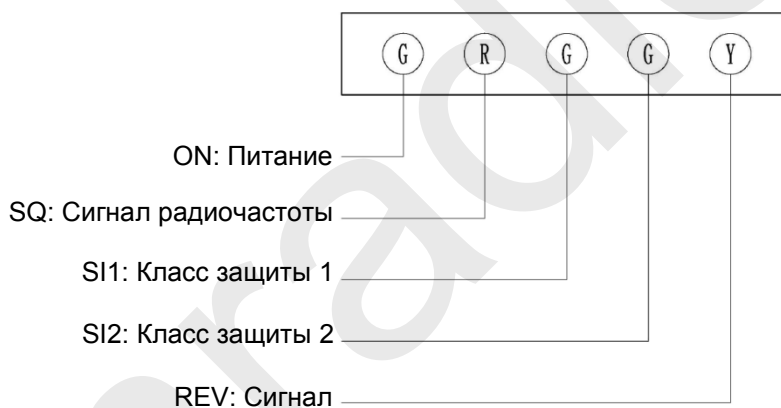 G R G G Y
ON: Питание
SQ: Сигнал радиочастоты
SI1: Класс защиты 1
SI2: Класс защиты 2
REV: Сигнал